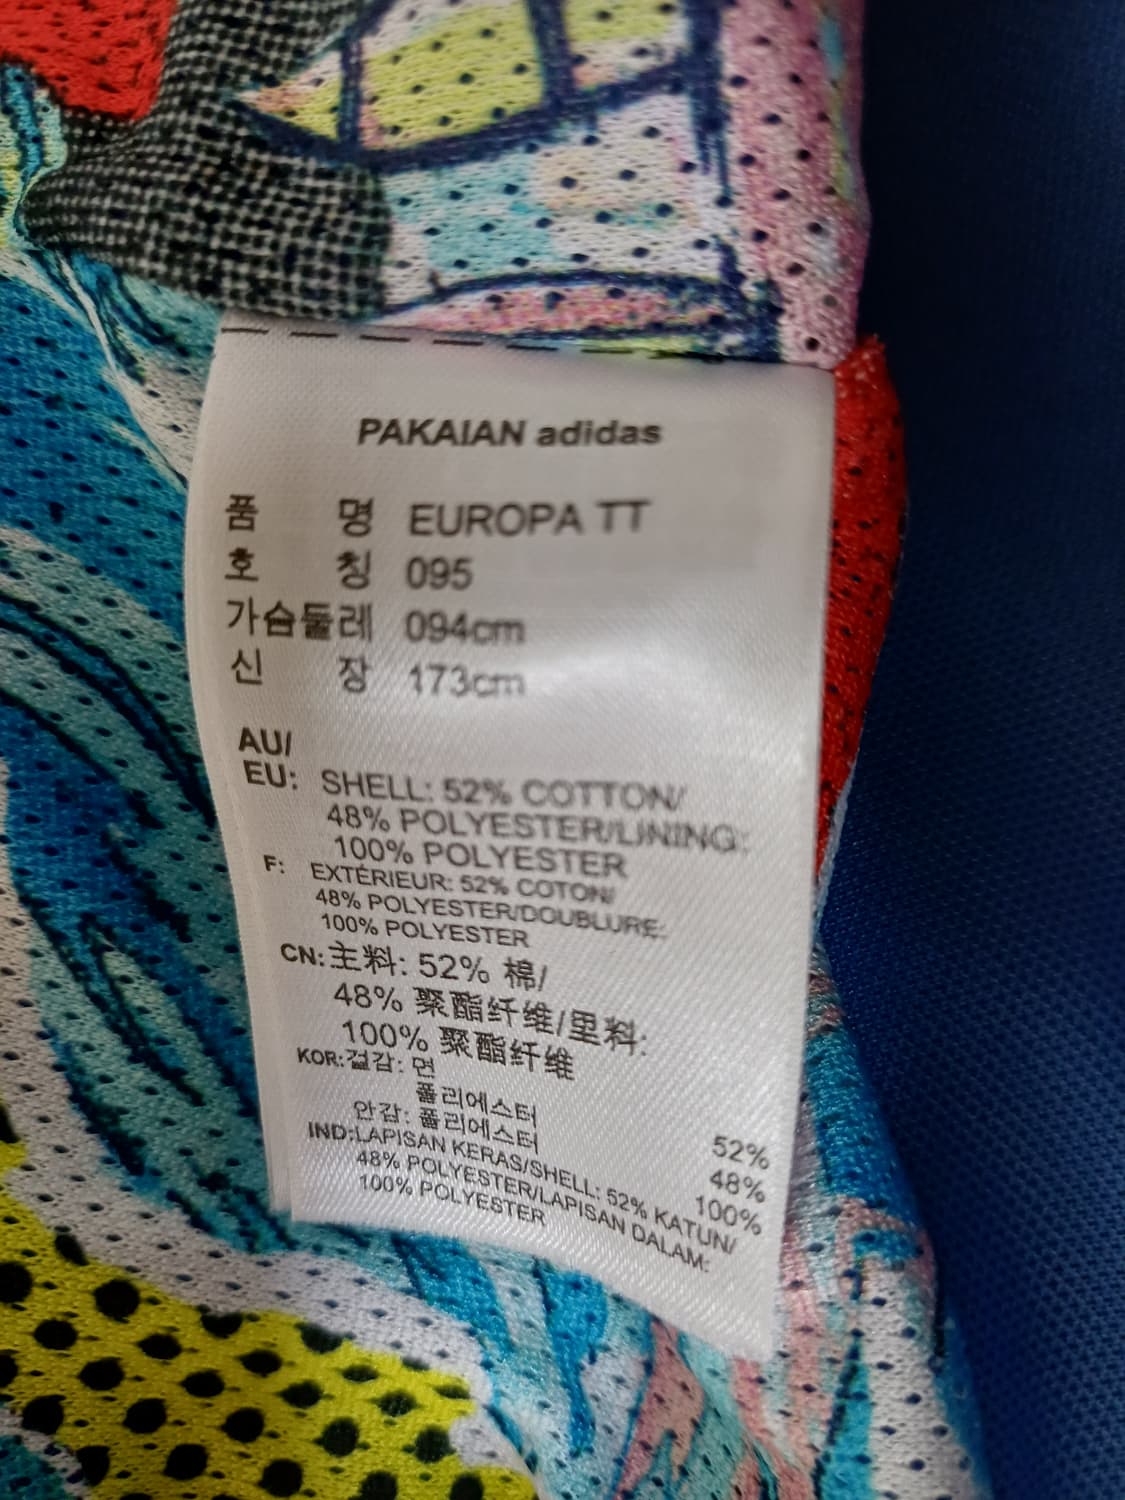 PAKAIAN adidas
품 명 EUROPA TT
호 칭 095
가슴둘레 094cm
신 장 173cm
AU/
EU: SHELL: 52% COTTON/
48% POLYESTER/LINING:
100% POLYESTER
F: EXTÉRIEUR: 52% COTON/
48% POLYESTER/DOUBLURE:
100% POLYESTER
CN: 主料: 52% 棉/
48% 聚酯纤维/里料:
100% 聚酯纤维
KOR: 겉감: 면 52%
폴리에스터 48%
안감: 폴리에스터 100%
IND: LAPISAN KERAS/SHELL: 52% KATUN/
48% POLYESTER/LAPISAN DALAM:
100% POLYESTER